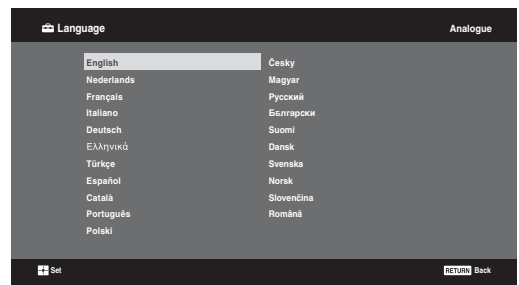 Language
Analogue
English
Nederlands
Français
Italiano
Deutsch
Ελληνικά
Türkçe
Español
Català
Português
Polski
Česky
Magyar
Русский
Бългapcки
Suomi
Dansk
Svenska
Norsk
Slovenčina
Română
Set
RETURN Back